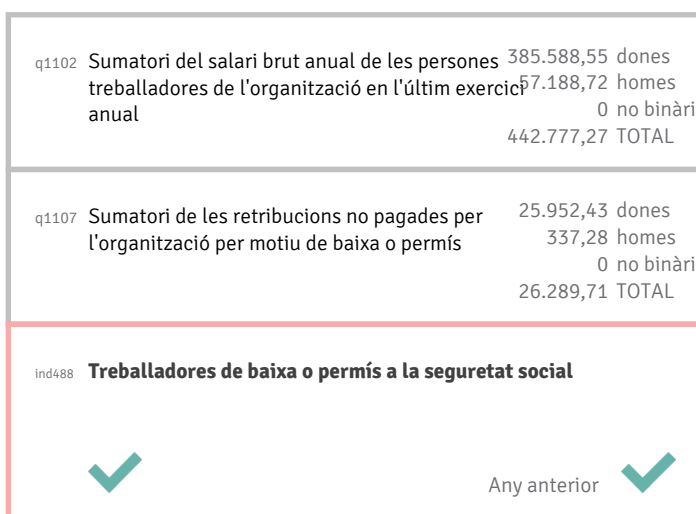 q1102 Sumatori del salari brut anual de les persones 385.588,55 dones
treballadores de l'organització en l'últim exercici 57.188,72 homes
anual 0 no binàri
442.777,27 TOTAL
q1107 Sumatori de les retribucions no pagades per 25.952,43 dones
l'organització per motiu de baixa o permís 337,28 homes
0 no binàri
26.289,71 TOTAL
ind488 Treballadores de baixa o permís a la seguretat social
Any anterior